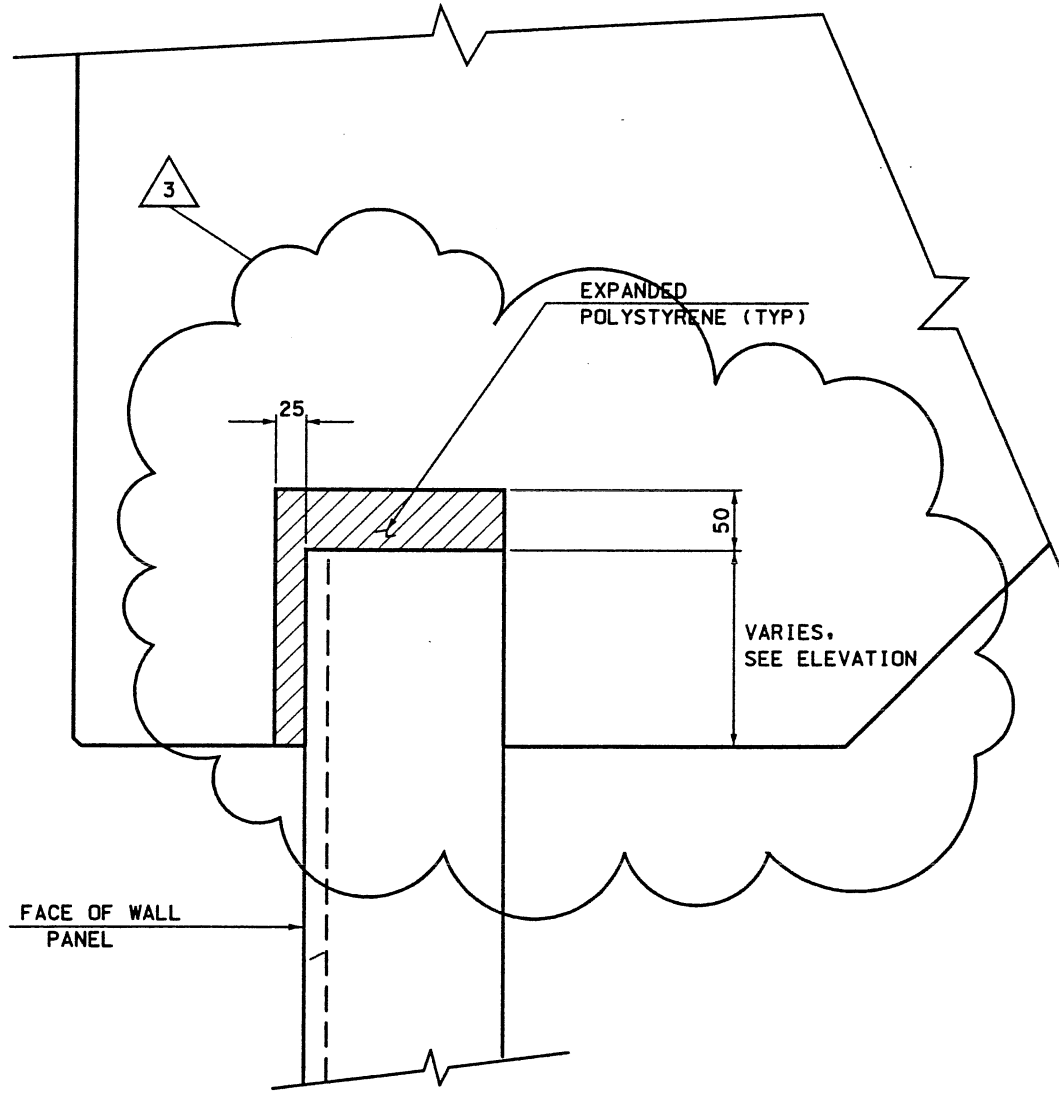 3
EXPANDED
POLYSTYRENE (TYP)
25
50
VARIES,
SEE ELEVATION
FACE OF WALL
PANEL